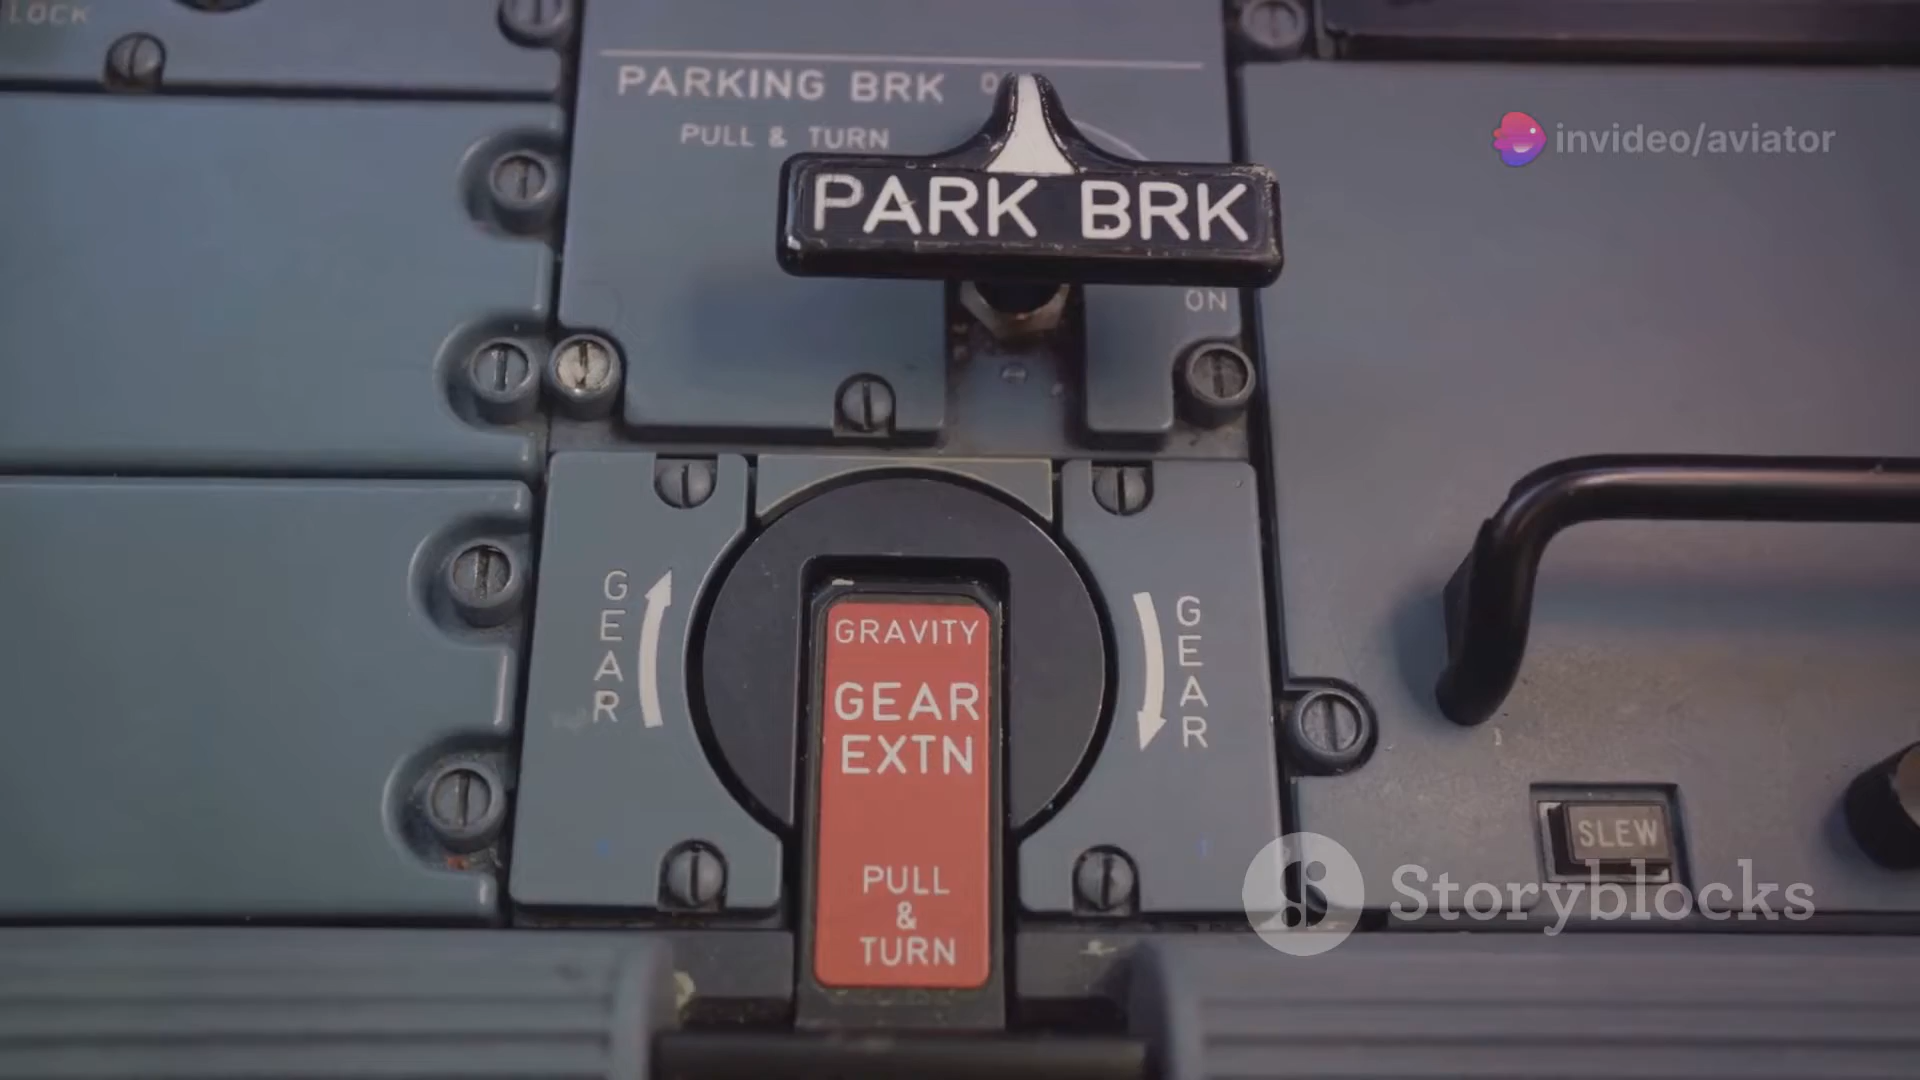 LOCK
PARKING BRK
PULL & TURN
PARK BRK
ON
invideo/aviator
GEAR
GRAVITY
GEAR
EXTN
PULL
&
TURN
GEAR
SLEW
Storyblocks